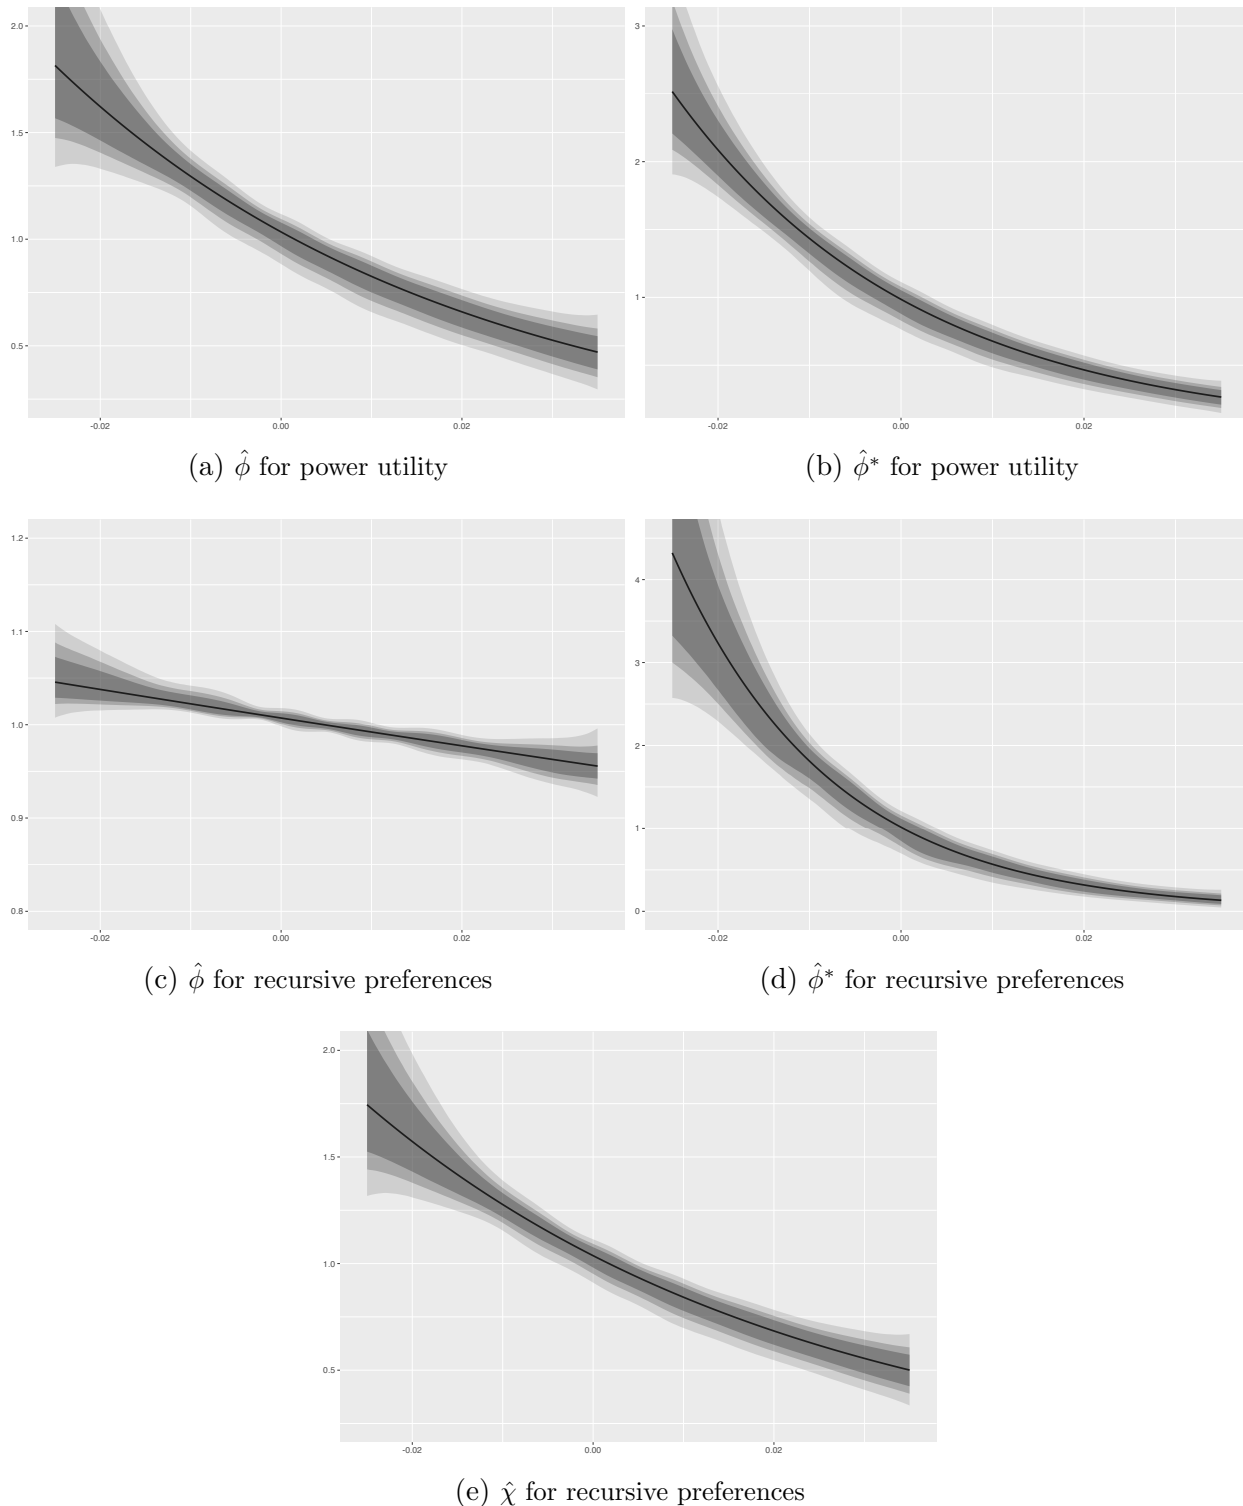 2.0
1.5
1.0
0.5
-0.02 0.00 0.02
(a) φ̂ for power utility
3
2
1
-0.02 0.00 0.02
(b) φ̂* for power utility
1.2
1.1
1.0
0.9
0.8
-0.02 0.00 0.02
(c) φ̂ for recursive preferences
4
3
2
1
0
-0.02 0.00 0.02
(d) φ̂* for recursive preferences
2.0
1.5
1.0
0.5
-0.02 0.00 0.02
(e) χ̂ for recursive preferences